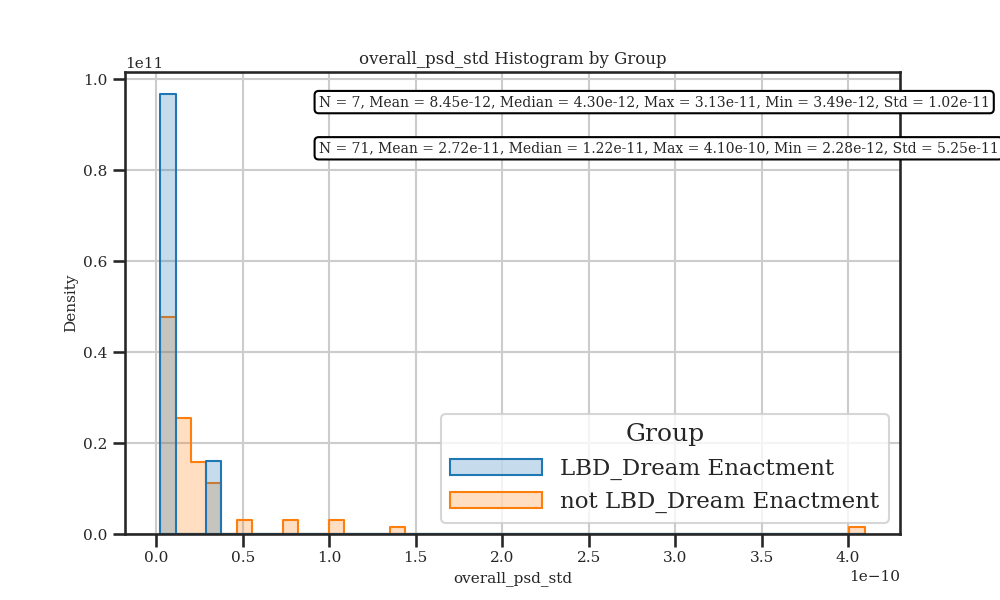 overall_psd_std Histogram by Group
1e11
1.0
0.8
0.6
0.4
0.2
0.0
Density
N = 7, Mean = 8.45e-12, Median = 4.30e-12, Max = 3.13e-11, Min = 3.49e-12, Std = 1.02e-11
N = 71, Mean = 2.72e-11, Median = 1.22e-11, Max = 4.10e-10, Min = 2.28e-12, Std = 5.25e-11
Group
LBD_Dream Enactment
not LBD_Dream Enactment
0.0 0.5 1.0 1.5 2.0 2.5 3.0 3.5 4.0
1e−10
overall_psd_std